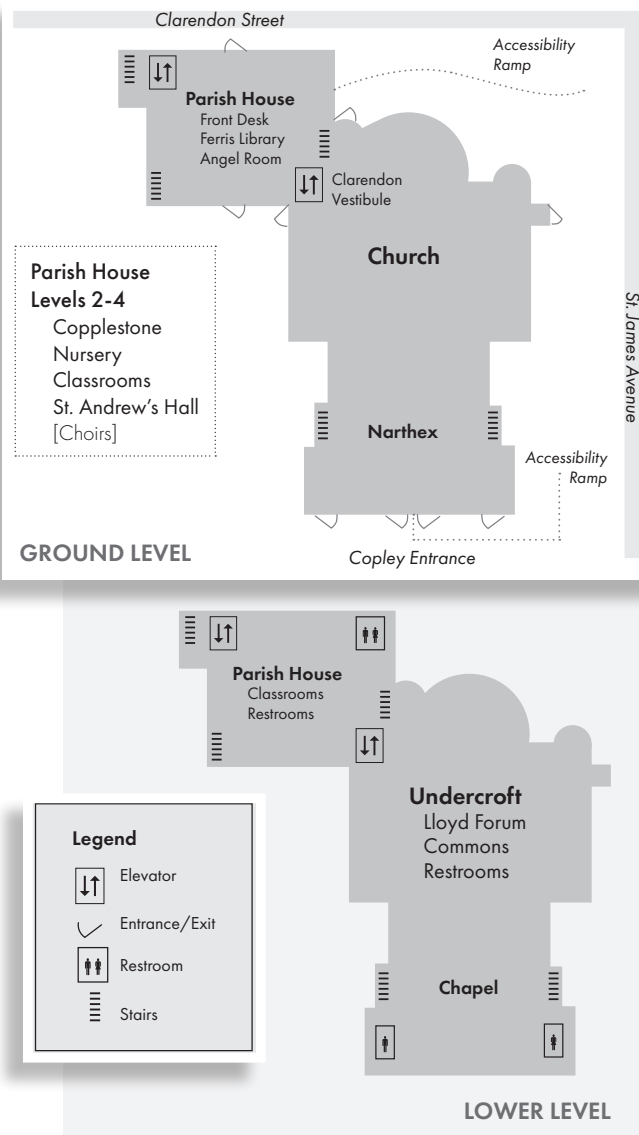 Clarendon Street
Accessibility
Ramp
Parish House
Front Desk
Ferris Library
Angel Room
Clarendon
Vestibule
Church
Parish House
Levels 2-4
Copplestone
Nursery
Classrooms
St. Andrew's Hall
[Choirs]
St. James Avenue
Narthex
Accessibility
Ramp
GROUND LEVEL
Copley Entrance
Parish House
Classrooms
Restrooms
Undercroft
Lloyd Forum
Commons
Restrooms
Legend
Elevator
Entrance/Exit
Restroom
Stairs
Chapel
LOWER LEVEL